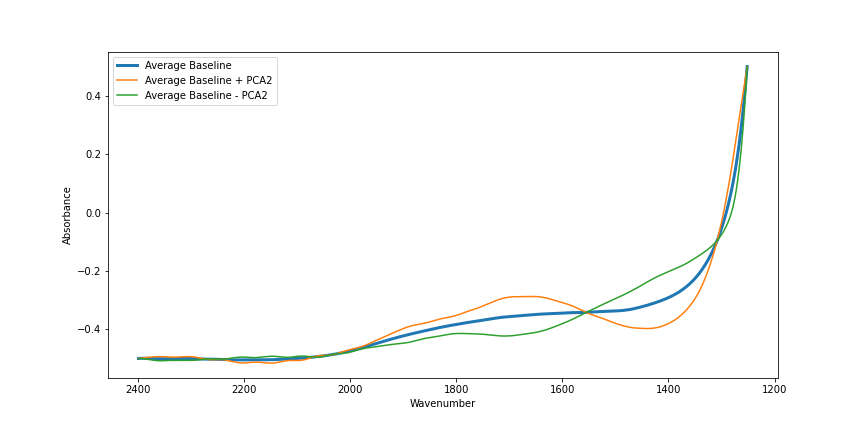 Average Baseline
Average Baseline + PCA2
Average Baseline - PCA2
0.4
0.2
0.0
−0.2
−0.4
Absorbance
2400 2200 2000 1800 1600 1400 1200
Wavenumber